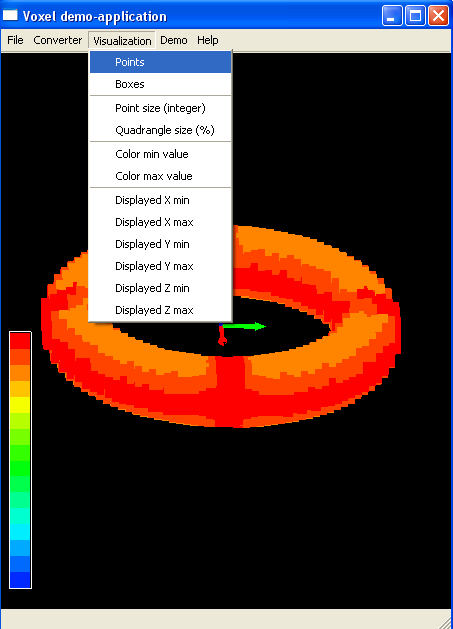 Voxel demo-application
File Converter Visualization Demo Help
Points
Boxes
Point size (integer)
Quadrangle size (%)
Color min value
Color max value
Displayed X min
Displayed X max
Displayed Y min
Displayed Y max
Displayed Z min
Displayed Z max